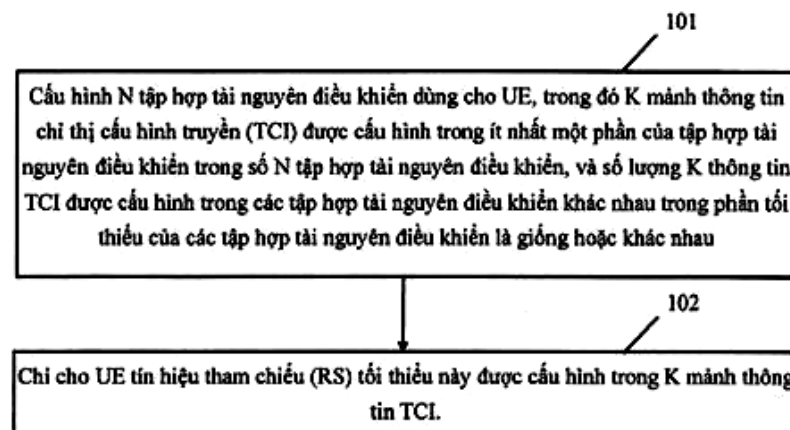 101
Cấu hình N tập hợp tài nguyên điều khiển dùng cho UE, trong đó K mảnh thông tin
chỉ thị cấu hình truyền (TCI) được cấu hình trong ít nhất một phần của tập hợp tài
nguyên điều khiển trong số N tập hợp tài nguyên điều khiển, và số lượng K thông tin
TCI được cấu hình trong các tập hợp tài nguyên điều khiển khác nhau trong phần tối
thiểu của các tập hợp tài nguyên điều khiển là giống hoặc khác nhau
102
Chỉ cho UE tín hiệu tham chiếu (RS) tối thiểu này được cấu hình trong K mảnh thông
tin TCI.